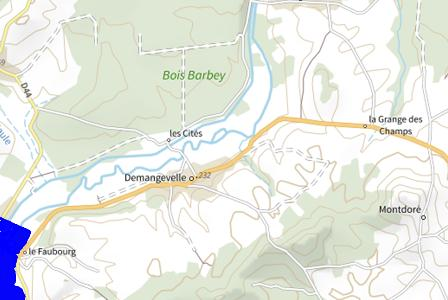 Bois Barbey
D44
la Grange des
Champs
les Cités
Demangevelle
232
Montdoré
le Faubourg